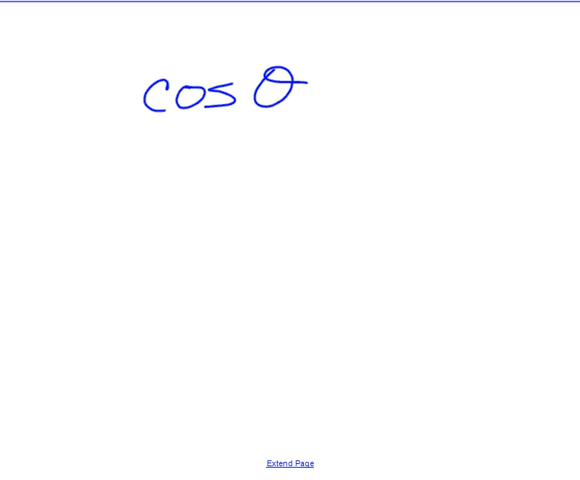 cos θ
Extend Page